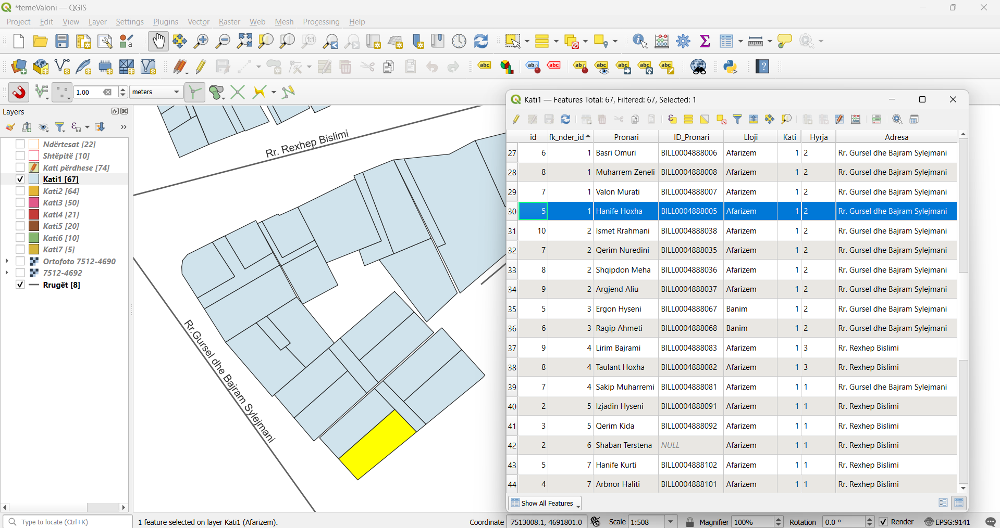 *temeValoni — QGIS
Project Edit View Layer Settings Plugins Vector Raster Web Mesh Processing Help
1:1
abc ab abc ab abc abc abc abc
1.00 meters
Layers
Ndërtesat [22]
Shtëpitë [10]
Kati përdhese [74]
Kati1 [67]
Kati2 [64]
Kati3 [50]
Kati4 [21]
Kati5 [20]
Kati6 [10]
Kati7 [5]
Ortofoto 7512-4690
7512-4692
Rrugët [8]
Rr. Rexhep Bislimi
Rr.Gursel dhe Bajram Sylejmani
Kati1 — Features Total: 67, Filtered: 67, Selected: 1
id fk_nder_id Pronari ID_Pronari Lloji Kati Hyrja Adresa
27 6 1 Basri Omuri BILL0004888006 Afarizem 1 2 Rr. Gursel dhe Bajram Sylejmani
28 8 1 Muharrem Zeneli BILL0004888008 Afarizem 1 2 Rr. Gursel dhe Bajram Sylejmani
29 7 1 Valon Murati BILL0004888007 Afarizem 1 2 Rr. Gursel dhe Bajram Sylejmani
30 5 1 Hanife Hoxha BILL0004888005 Afarizem 1 2 Rr. Gursel dhe Bajram Sylejmani
31 10 2 Ismet Rrahmani BILL0004888038 Afarizem 1 2 Rr. Gursel dhe Bajram Sylejmani
32 7 2 Qerim Nuredini BILL0004888035 Afarizem 1 2 Rr. Gursel dhe Bajram Sylejmani
33 8 2 Shqipdon Meha BILL0004888036 Afarizem 1 2 Rr. Gursel dhe Bajram Sylejmani
34 9 2 Argjend Aliu BILL0004888037 Afarizem 1 2 Rr. Gursel dhe Bajram Sylejmani
35 5 3 Ergon Hyseni BILL0004888067 Banim 1 2 Rr. Gursel dhe Bajram Sylejmani
36 6 3 Ragip Ahmeti BILL0004888068 Banim 1 2 Rr. Gursel dhe Bajram Sylejmani
37 9 4 Lirim Bajrami BILL0004888083 Afarizem 1 3 Rr. Rexhep Bislimi
38 8 4 Taulant Hoxha BILL0004888082 Afarizem 1 3 Rr. Rexhep Bislimi
39 7 4 Sakip Muharremi BILL0004888081 Afarizem 1 1 Rr. Gursel dhe Bajram Sylejmani
40 2 5 Izjadin Hyseni BILL0004888091 Afarizem 1 1 Rr. Rexhep Bislimi
41 3 5 Qerim Kida BILL0004888092 Afarizem 1 1 Rr. Rexhep Bislimi
42 2 6 Shaban Terstena NULL Afarizem 1 1 Rr. Rexhep Bislimi
43 5 7 Hanife Kurti BILL0004888102 Afarizem 1 1 Rr. Rexhep Bislimi
44 4 7 Arbnor Haliti BILL0004888101 Afarizem 1 1 Rr. Rexhep Bislimi
Show All Features
Type to locate (Ctrl+K) 1 feature selected on layer Kati1 (Afarizem). Coordinate 7513008.1, 4691801.0 Scale 1:508 Magnifier 100% Rotation 0.0 ° Render EPSG:9141